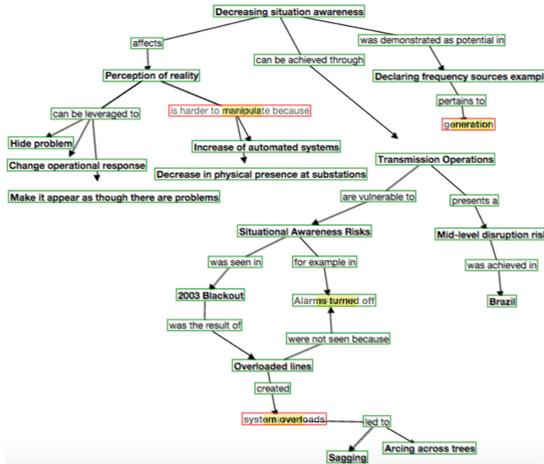 Decreasing situation awareness
affects
was demonstrated as potential in
can be achieved through
Perception of reality
Declaring frequency sources exampl
pertains to
can be leveraged to
is harder to manipulate because
generation
Hide problem
Increase of automated systems
Change operational response
Transmission Operations
Decrease in physical presence at substations
Make it appear as though there are problems
are vulnerable to
presents a
Situational Awareness Risks
Mid-level disruption risk
was seen in
for example in
was achieved in
2003 Blackout
Alarms turned off
Brazil
was the result of
were not seen because
Overloaded lines
created
system overloads
led to
Arcing across trees
Sagging